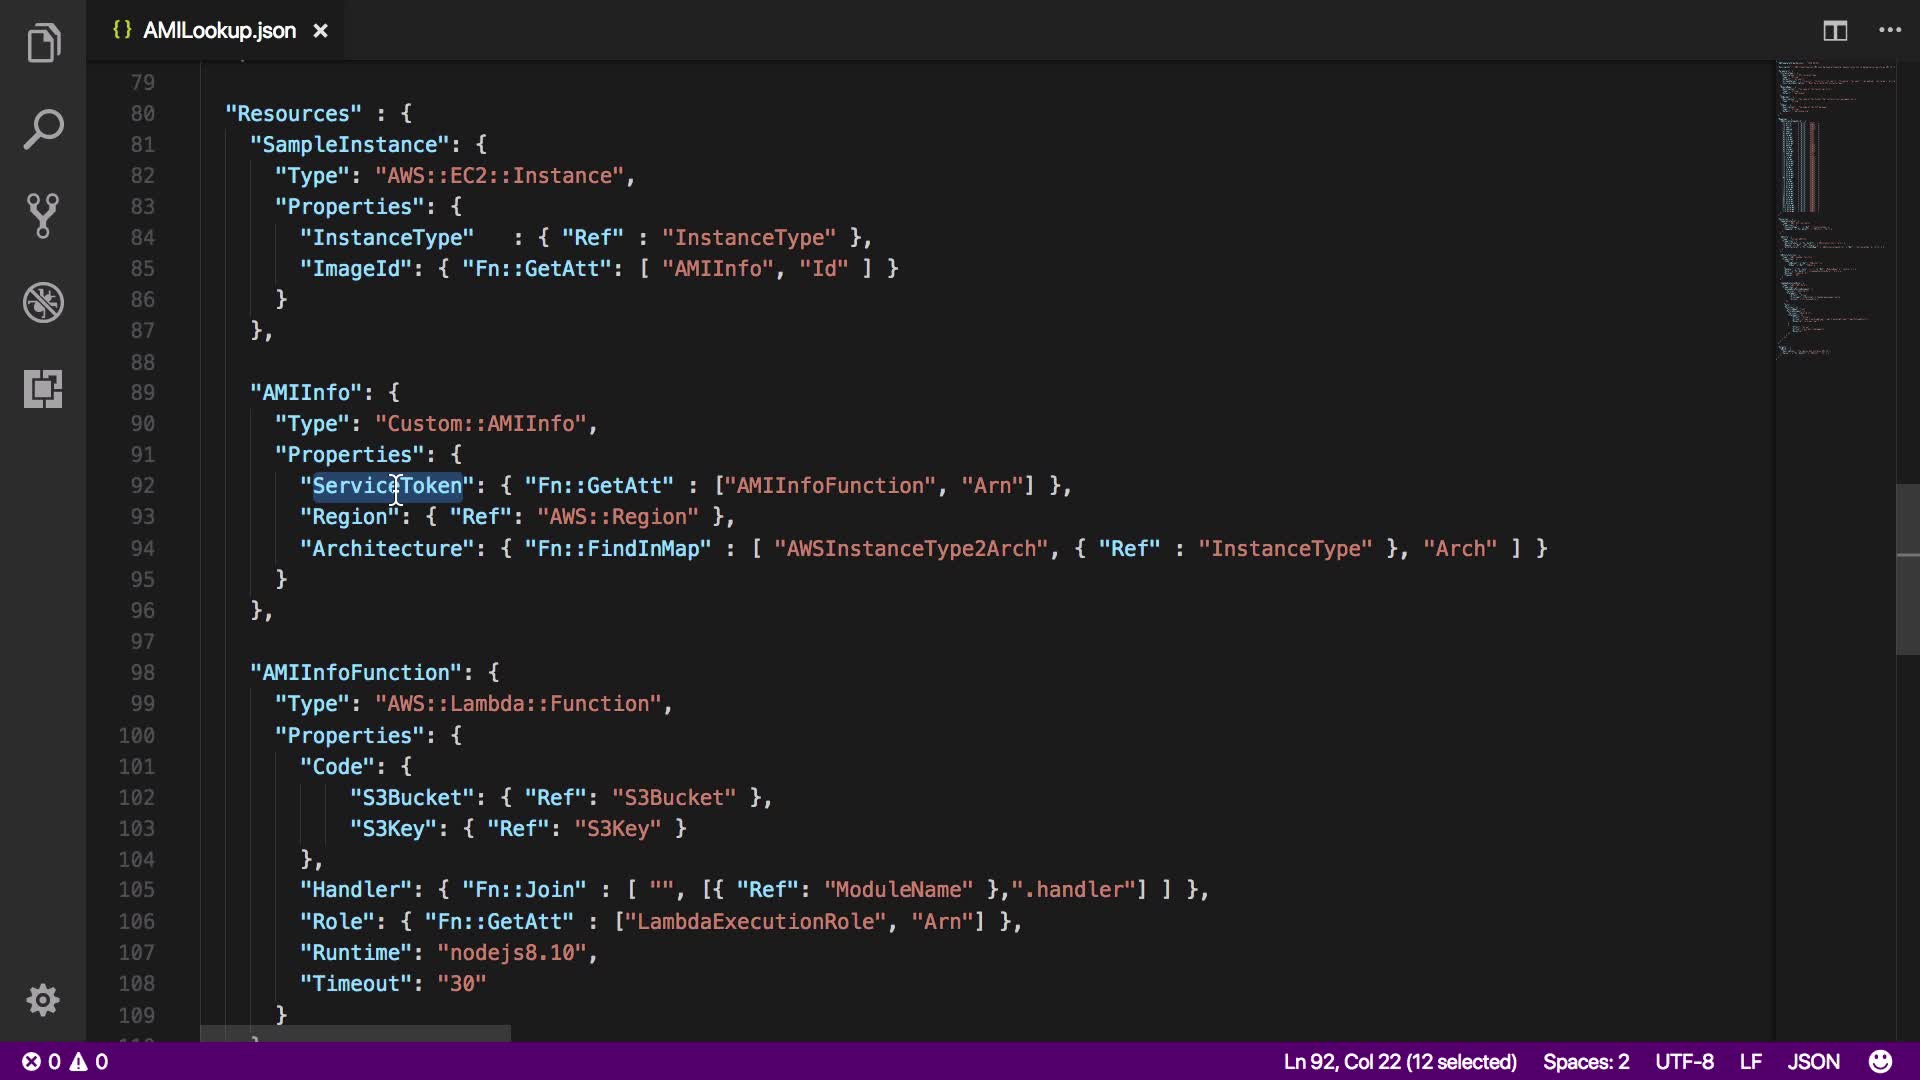 {} AMILookup.json ×
79
80 "Resources" : {
81 "SampleInstance": {
82 "Type": "AWS::EC2::Instance",
83 "Properties": {
84 "InstanceType"   : { "Ref" : "InstanceType" },
85 "ImageId": { "Fn::GetAtt": [ "AMIInfo", "Id" ] }
86 }
87 },
88
89 "AMIInfo": {
90 "Type": "Custom::AMIInfo",
91 "Properties": {
92 "ServiceToken": { "Fn::GetAtt" : ["AMIInfoFunction", "Arn"] },
93 "Region": { "Ref": "AWS::Region" },
94 "Architecture": { "Fn::FindInMap" : [ "AWSInstanceType2Arch", { "Ref" : "InstanceType" }, "Arch" ] }
95 }
96 },
97
98 "AMIInfoFunction": {
99 "Type": "AWS::Lambda::Function",
100 "Properties": {
101 "Code": {
102 "S3Bucket": { "Ref": "S3Bucket" },
103 "S3Key": { "Ref": "S3Key" }
104 },
105 "Handler": { "Fn::Join" : [ "", [{ "Ref": "ModuleName" },".handler"] ] },
106 "Role": { "Fn::GetAtt" : ["LambdaExecutionRole", "Arn"] },
107 "Runtime": "nodejs8.10",
108 "Timeout": "30"
109 }
0 0 Ln 92, Col 22 (12 selected) Spaces: 2 UTF-8 LF JSON